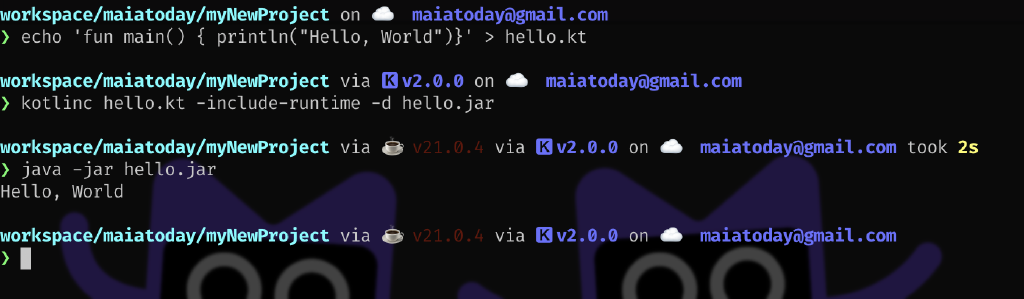 workspace/maiatoday/myNewProject on ☁️ maiatoday@gmail.com
❯ echo 'fun main() { println("Hello, World")}' > hello.kt
workspace/maiatoday/myNewProject via 🅺 v2.0.0 on ☁️ maiatoday@gmail.com
❯ kotlinc hello.kt -include-runtime -d hello.jar
workspace/maiatoday/myNewProject via ☕ v21.0.4 via 🅺 v2.0.0 on ☁️ maiatoday@gmail.com took 2s
❯ java -jar hello.jar
Hello, World
workspace/maiatoday/myNewProject via ☕ v21.0.4 via 🅺 v2.0.0 on ☁️ maiatoday@gmail.com
❯